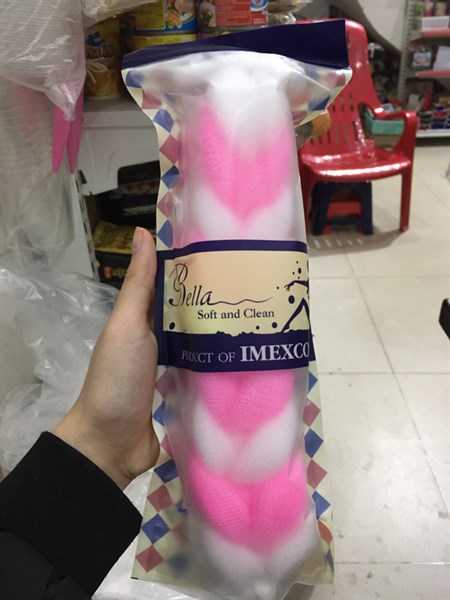 Bella
Soft and Clean
PRODUCT OF IMEXCO